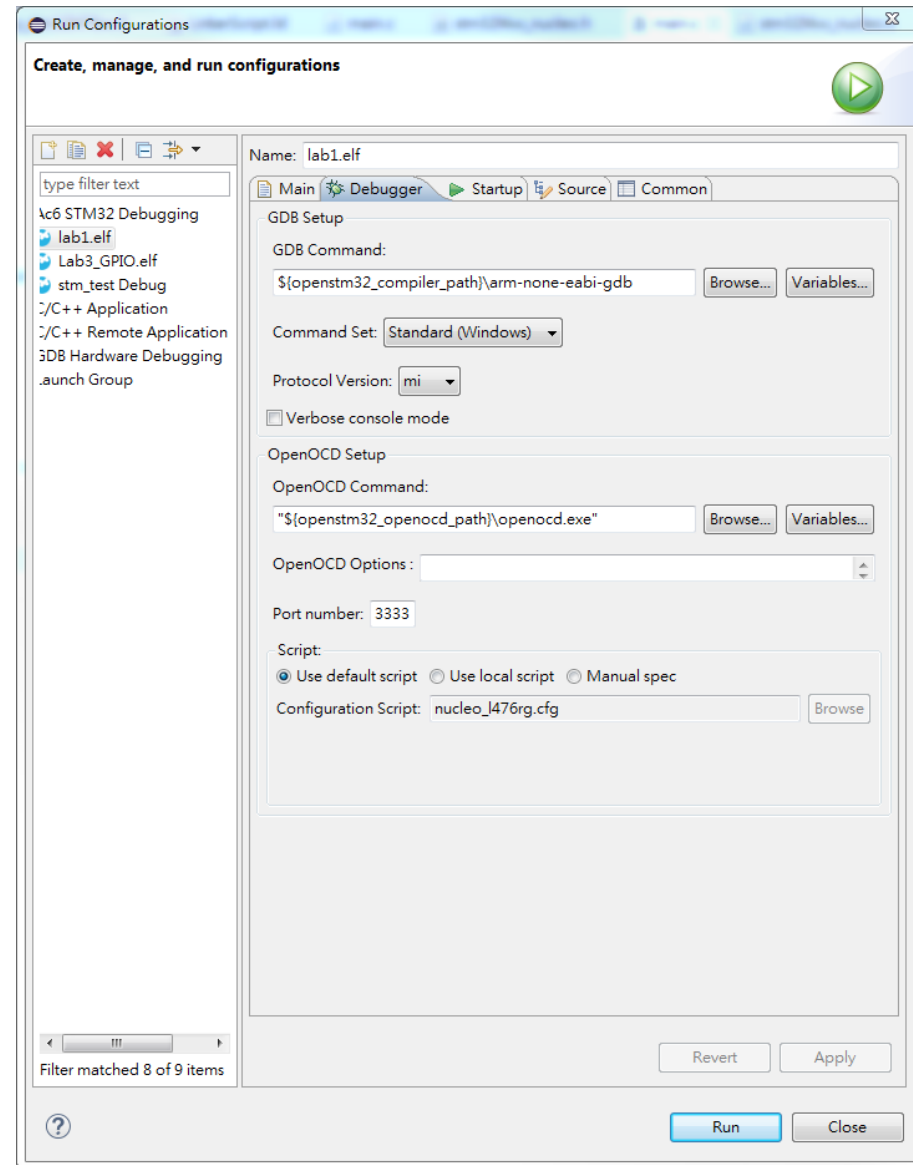 Run Configurations
Create, manage, and run configurations
type filter text
Ac6 STM32 Debugging
lab1.elf
Lab3_GPIO.elf
stm_test Debug
C/C++ Application
C/C++ Remote Application
GDB Hardware Debugging
Launch Group
Filter matched 8 of 9 items
Name: lab1.elf
Main Debugger Startup Source Common
GDB Setup
GDB Command:
${openstm32_compiler_path}\arm-none-eabi-gdb Browse... Variables...
Command Set: Standard (Windows)
Protocol Version: mi
Verbose console mode
OpenOCD Setup
OpenOCD Command:
"${openstm32_openocd_path}\openocd.exe" Browse... Variables...
OpenOCD Options :
Port number: 3333
Script:
Use default script Use local script Manual spec
Configuration Script: nucleo_l476rg.cfg Browse
Revert Apply
? Run Close